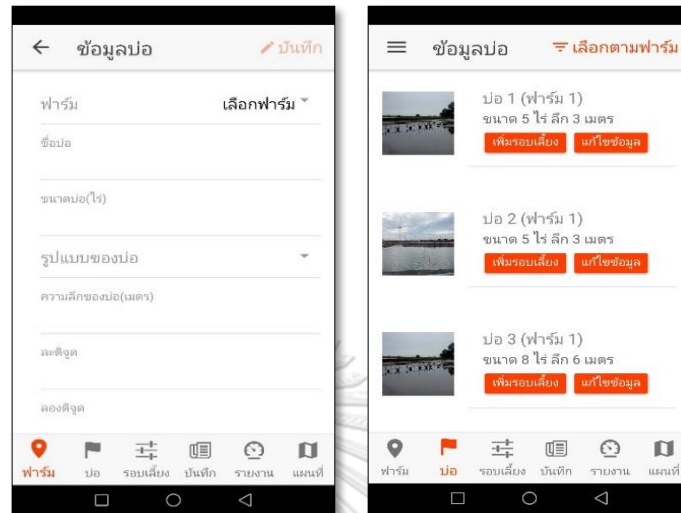 ข้อมูลบ่อ บันทึก
ฟาร์ม เลือกฟาร์ม
ชื่อบ่อ
ขนาดบ่อ(ไร่)
รูปแบบของบ่อ
ความลึกของบ่อ(เมตร)
ละติจูด
ลองติจูด
ฟาร์ม บ่อ รอบเลี้ยง บันทึก รายงาน แผนที่
ข้อมูลบ่อ เลือกตามฟาร์ม
บ่อ 1 (ฟาร์ม 1)
ขนาด 5 ไร่ ลึก 3 เมตร
เพิ่มรอบเลี้ยง แก้ไขข้อมูล
บ่อ 2 (ฟาร์ม 1)
ขนาด 5 ไร่ ลึก 3 เมตร
เพิ่มรอบเลี้ยง แก้ไขข้อมูล
บ่อ 3 (ฟาร์ม 1)
ขนาด 8 ไร่ ลึก 6 เมตร
เพิ่มรอบเลี้ยง แก้ไขข้อมูล
ฟาร์ม บ่อ รอบเลี้ยง บันทึก รายงาน แผนที่